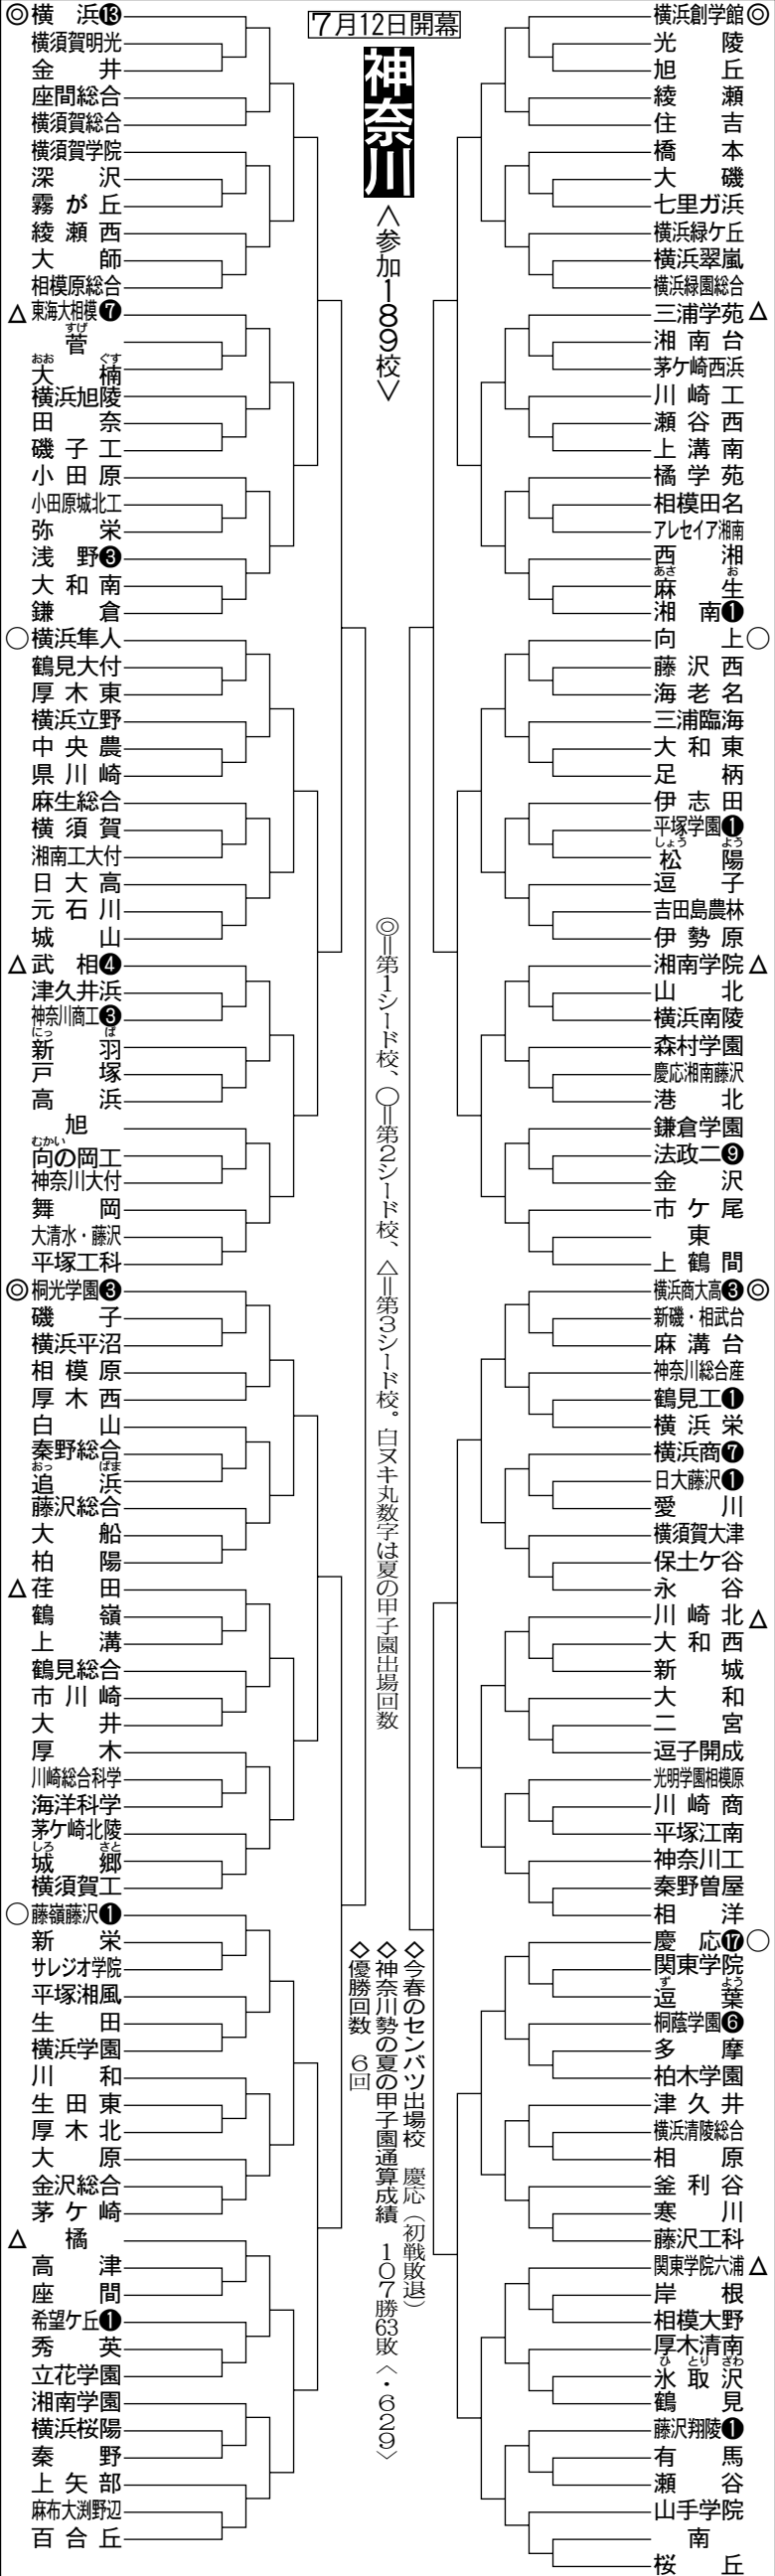 7月12日開幕
神奈川
〈参加189校〉
◎横浜⓭
横須賀明光
金井
座間総合
横須賀総合
横須賀学院
深沢
霧が丘
綾瀬西
大師
相模原総合
△東海大相模❼
菅
すげ
大楠
おおぐす
横浜旭陵
田奈
磯子工
小田原
小田原城北工
弥栄
浅野❸
大和南
鎌倉
○横浜隼人
鶴見大付
厚木東
横浜立野
中央農
県川崎
麻生総合
横須賀
湘南工大付
日大高
元石川
城山
△武相❹
津久井浜
神奈川商工❸
新羽
にっぱ
戸塚
高浜
旭
向の岡工
むかい
神奈川大付
舞岡
大清水・藤沢
平塚工科
◎桐光学園❸
磯子
横浜平沼
相模原
厚木西
白山
秦野総合
追浜
おっぱま
藤沢総合
大船
柏陽
△荏田
鶴嶺
上溝
鶴見総合
市川崎
大井
厚木
川崎総合科学
海洋科学
茅ケ崎北陵
城郷
しろさと
横須賀工
○藤嶺藤沢❶
新栄
サレジオ学院
平塚湘風
生田
横浜学園
川和
生田東
厚木北
大原
金沢総合
茅ケ崎
△橘
高津
座間
希望ケ丘❶
秀英
立花学園
湘南学園
横浜桜陽
秦野
上矢部
麻布大渕野辺
百合丘
横浜創学館◎
光陵
旭丘
綾瀬
住吉
橋本
大磯
七里ガ浜
横浜緑ケ丘
横浜翠嵐
横浜緑園総合
三浦学苑△
湘南台
茅ケ崎西浜
川崎工
瀬谷西
上溝南
橘学苑
相模田名
アレセイア湘南
西湘
麻生
あさお
湘南❶
向上○
藤沢西
海老名
三浦臨海
大和東
足柄
伊志田
平塚学園❶
松陽
しょうよう
逗子
吉田島農林
伊勢原
湘南学院△
山北
横浜南陵
森村学園
慶応湘南藤沢
港北
鎌倉学園
法政二❾
金沢
市ケ尾
東
上鶴間
横浜商大高❸◎
新磯・相武台
麻溝台
神奈川総合産
鶴見工❶
横浜栄
横浜商❼
日大藤沢❶
愛川
横須賀大津
保土ケ谷
永谷
川崎北△
大和西
新城
大和
二宮
逗子開成
光明学園相模原
川崎商
平塚江南
神奈川工
秦野曽屋
相洋
慶応⓱○
関東学院
逗葉
ずよう
桐蔭学園❻
多摩
柏木学園
津久井
横浜清陵総合
相原
釜利谷
寒川
藤沢工科
関東学院六浦△
岸根
相模大野
厚木清南
氷取沢
ひとりざわ
鶴見
藤沢翔陵❶
有馬
瀬谷
山手学院
南
桜丘
◎=第1シード校、○=第2シード校、△=第3シード校。白ヌキ丸数字は夏の甲子園出場回数
◇今春のセンバツ出場校 慶応（初戦敗退）
◇神奈川勢の夏の甲子園通算成績 107勝63敗〈・629〉
◇優勝回数 6回